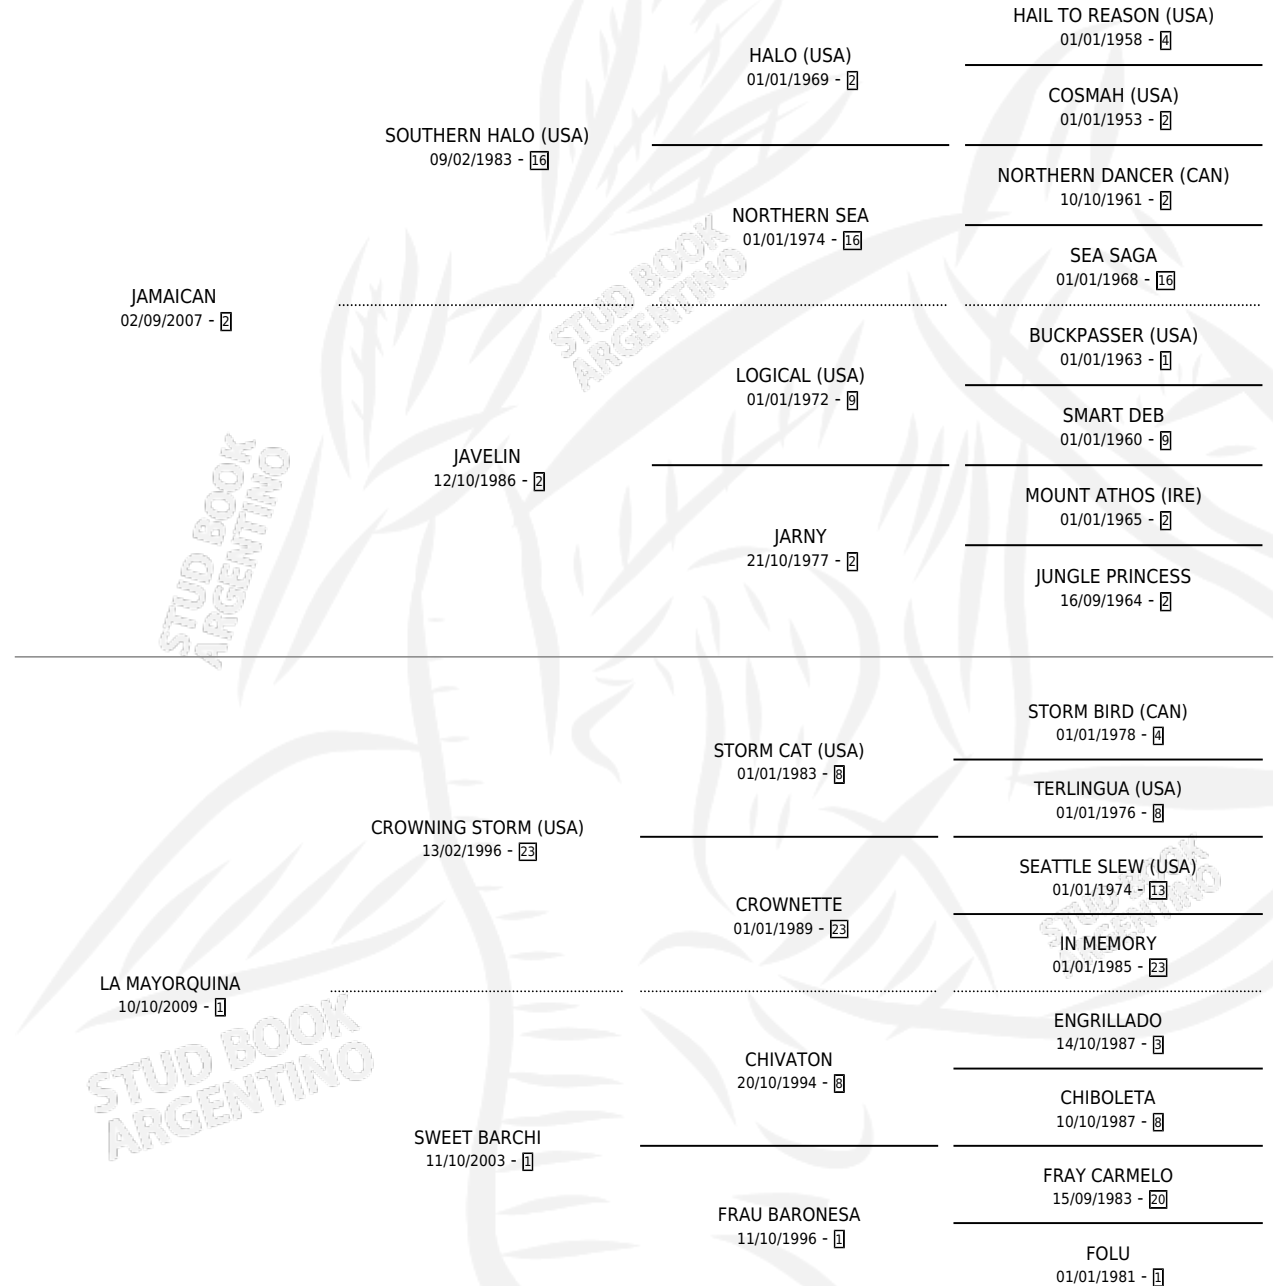 HAIL TO REASON (USA)
01/01/1958 - 4
HALO (USA)
01/01/1969 - 2
COSMAH (USA)
01/01/1953 - 2
SOUTHERN HALO (USA)
09/02/1983 - 16
NORTHERN DANCER (CAN)
10/10/1961 - 2
NORTHERN SEA
01/01/1974 - 16
SEA SAGA
01/01/1968 - 16
JAMAICAN
02/09/2007 - 2
BUCKPASSER (USA)
01/01/1963 - 1
LOGICAL (USA)
01/01/1972 - 9
SMART DEB
01/01/1960 - 9
JAVELIN
12/10/1986 - 2
MOUNT ATHOS (IRE)
01/01/1965 - 2
JARNY
21/10/1977 - 2
JUNGLE PRINCESS
16/09/1964 - 2
STORM BIRD (CAN)
01/01/1978 - 4
STORM CAT (USA)
01/01/1983 - 8
TERLINGUA (USA)
01/01/1976 - 8
CROWNING STORM (USA)
13/02/1996 - 23
SEATTLE SLEW (USA)
01/01/1974 - 13
CROWNETTE
01/01/1989 - 23
IN MEMORY
01/01/1985 - 23
LA MAYORQUINA
10/10/2009 - 1
ENGRILLADO
14/10/1987 - 3
CHIVATON
20/10/1994 - 8
CHIBOLETA
10/10/1987 - 8
SWEET BARCHI
11/10/2003 - 1
FRAY CARMELO
15/09/1983 - 20
FRAU BARONESA
11/10/1996 - 1
FOLU
01/01/1981 - 1
STUD BOOK
ARGENTINO
STUD BOOK
ARGENTINO
STUD BOOK
ARGENTINO
STUD BOOK
ARGENTINO